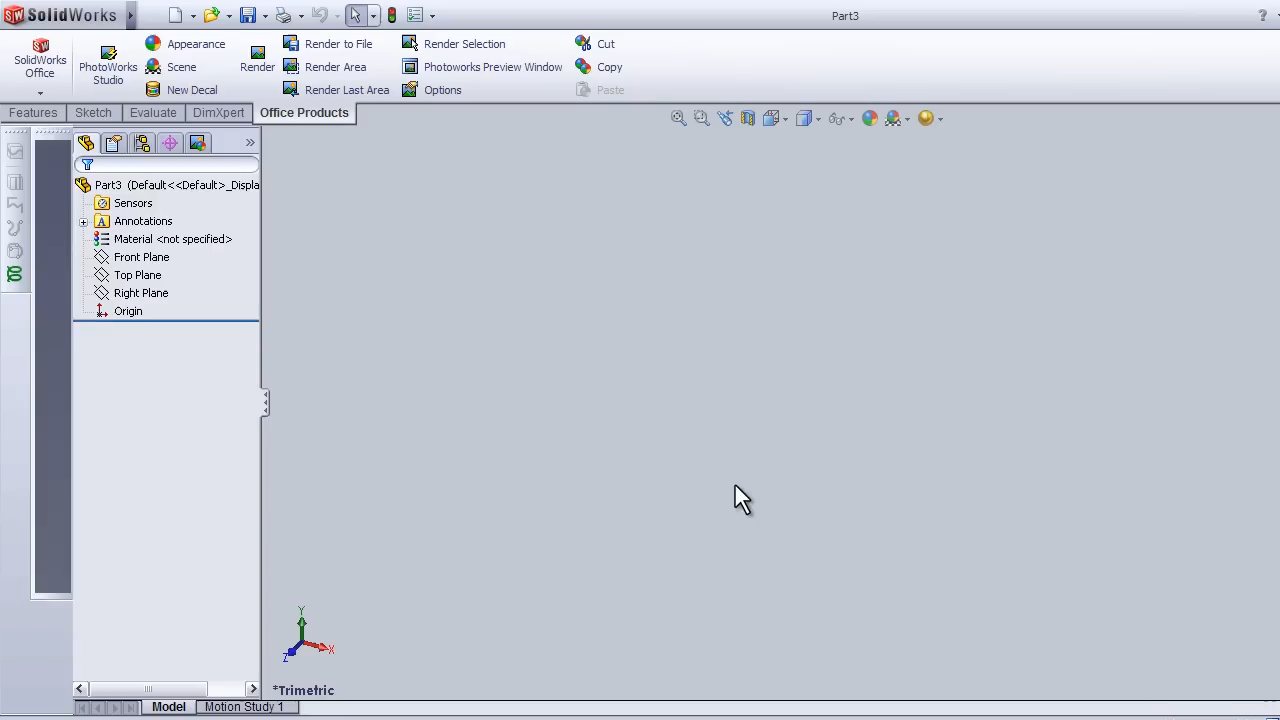 SolidWorks
Part3
?
SolidWorks Office
PhotoWorks Studio
Appearance
Scene
New Decal
Render
Render to File
Render Area
Render Last Area
Render Selection
Photoworks Preview Window
Options
Cut
Copy
Paste
Features
Sketch
Evaluate
DimXpert
Office Products
»
Part3 (Default<<Default>_Displa
Sensors
Annotations
Material <not specified>
Front Plane
Top Plane
Right Plane
Origin
Y
X
Z
*Trimetric
Model
Motion Study 1